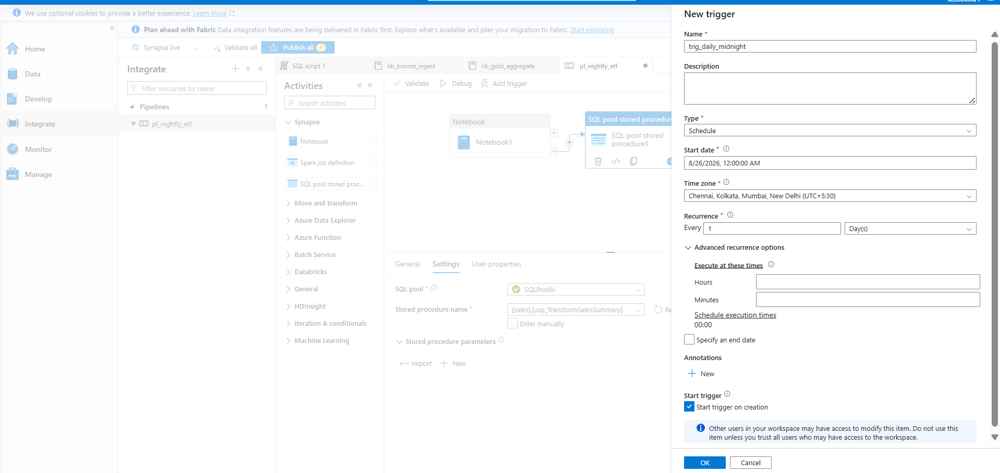 We use optional cookies to provide a better experience. Learn more
Plan ahead with Fabric Data integration features are being delivered in Fabric first. Explore what's available and plan your migration to Fabric. Start exploring
Home
Data
Develop
Integrate
Monitor
Manage
Synapse live
Validate all
Publish all 1
Integrate
Filter resources by name
Pipelines 1
pl_nightly_etl
SQL script 1
nb_bronze_ingest
nb_gold_aggregate
pl_nightly_etl
Activities
Search activities
Synapse
Notebook
Spark job definition
SQL pool stored proc...
Move and transform
Azure Data Explorer
Azure Function
Batch Service
Databricks
General
HDInsight
Iteration & conditionals
Machine Learning
Validate
Debug
Add trigger
Notebook
Notebook1
SQL pool stored procedur
SQL pool stored
procedure1
General
Settings
User properties
SQL pool *
SQLPoolAI
Stored procedure name *
[sales].[usp_TransformSalesSummary]
Re
Enter manually
Stored procedure parameters
Import
New
New trigger
Name *
trig_daily_midnight
Description
Type *
Schedule
Start date *
8/26/2026, 12:00:00 AM
Time zone *
Chennai, Kolkata, Mumbai, New Delhi (UTC+5:30)
Recurrence *
Every 1 Day(s)
Advanced recurrence options
Execute at these times
Hours
Minutes
Schedule execution times
00:00
Specify an end date
Annotations
New
Start trigger
Start trigger on creation
Other users in your workspace may have access to modify this item. Do not use this
item unless you trust all users who may have access to the workspace.
OK
Cancel